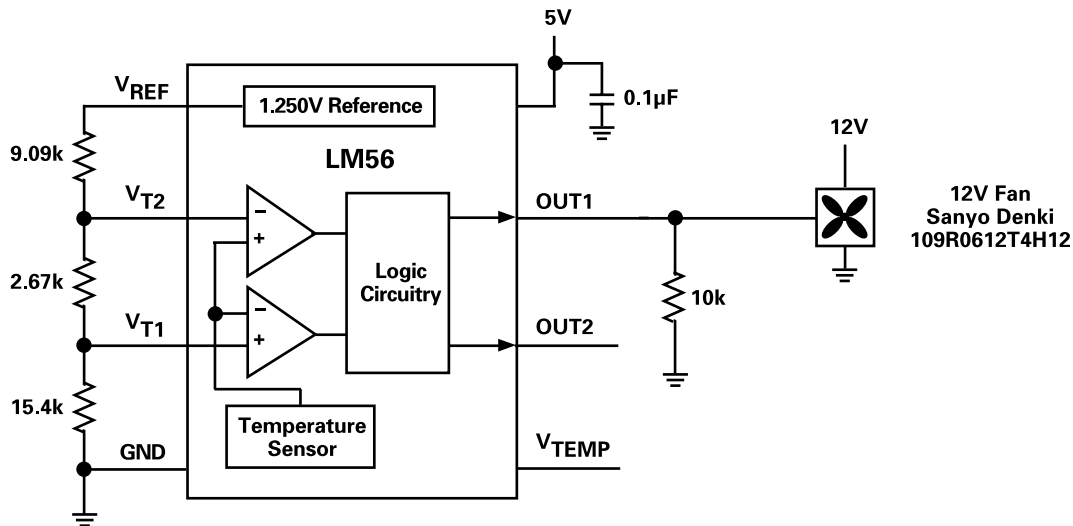 5V
V_REF
1.250V Reference
0.1µF
LM56
12V
9.09k
V_T2
−
+
OUT1
12V Fan
Sanyo Denki
109R0612T4H12
2.67k
Logic
Circuitry
10k
V_T1
−
+
OUT2
15.4k
Temperature
Sensor
GND
V_TEMP